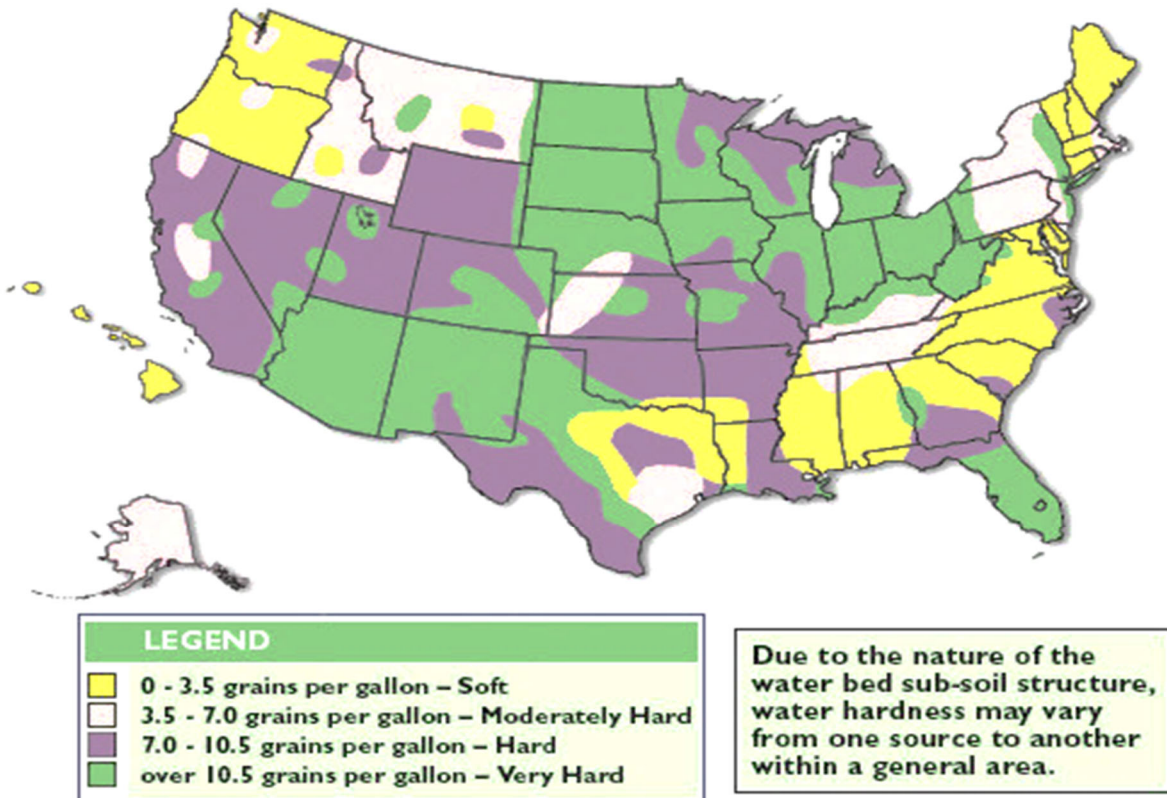 LEGEND
0 - 3.5 grains per gallon – Soft
3.5 - 7.0 grains per gallon – Moderately Hard
7.0 - 10.5 grains per gallon – Hard
over 10.5 grains per gallon – Very Hard
Due to the nature of the
water bed sub-soil structure,
water hardness may vary
from one source to another
within a general area.